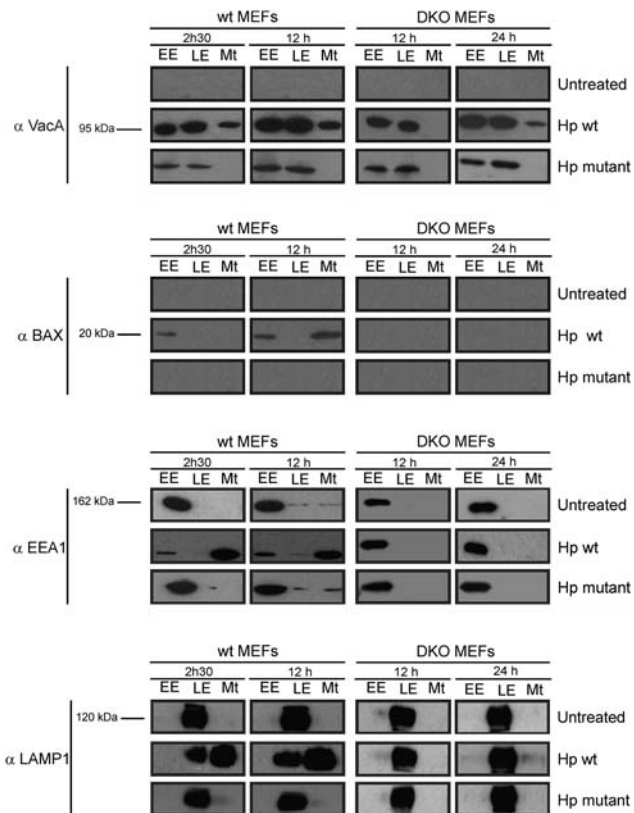 wt MEFs DKO MEFs
2h30 12 h 12 h 24 h
EE LE Mt EE LE Mt EE LE Mt EE LE Mt
Untreated
α VacA 95 kDa Hp wt
Hp mutant
wt MEFs DKO MEFs
2h30 12 h 12 h 24 h
EE LE Mt EE LE Mt EE LE Mt EE LE Mt
Untreated
α BAX 20 kDa Hp wt
Hp mutant
wt MEFs DKO MEFs
2h30 12 h 12 h 24 h
EE LE Mt EE LE Mt EE LE Mt EE LE Mt
162 kDa Untreated
α EEA1 Hp wt
Hp mutant
wt MEFs DKO MEFs
2h30 12 h 12 h 24 h
EE LE Mt EE LE Mt EE LE Mt EE LE Mt
120 kDa Untreated
α LAMP1 Hp wt
Hp mutant